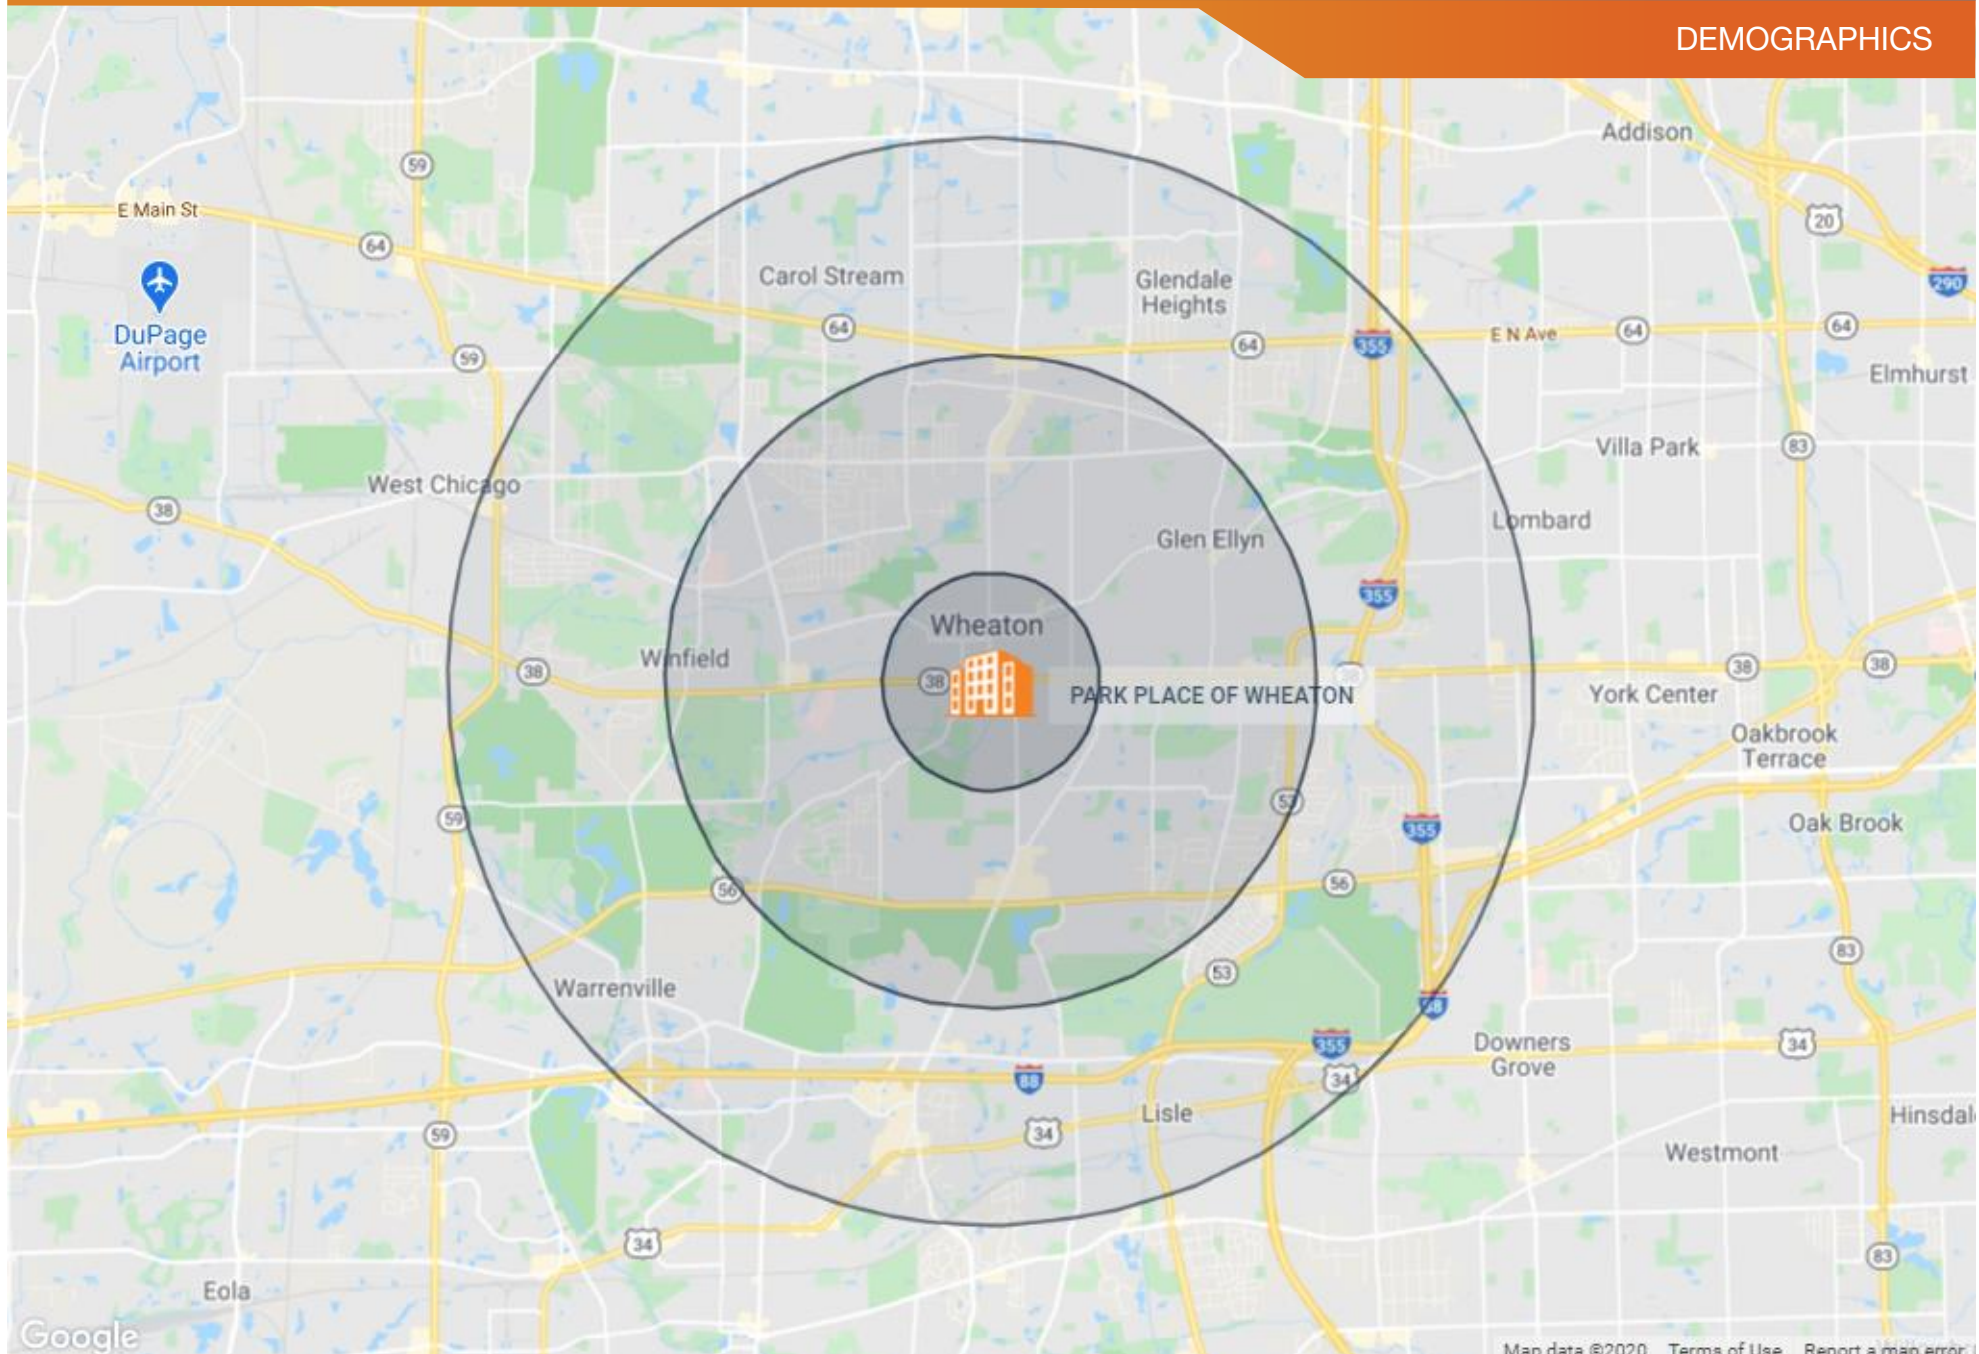 DEMOGRAPHICS
Addison
59
E Main St
20
64
Carol Stream
Glendale
Heights
290
DuPage
Airport
64
64
355
E N Ave
64
64
59
Elmhurst
Villa Park
83
West Chicago
38
Lombard
Glen Ellyn
355
Wheaton
Winfield
38
38
38
38
38
PARK PLACE OF WHEATON
York Center
Oakbrook
Terrace
53
59
355
Oak Brook
56
56
53
83
Warrenville
88
355
Downers
Grove
34
88
34
Lisle
34
59
Westmont
34
83
Eola
Google
Map data ©2020 Terms of Use Report a map error